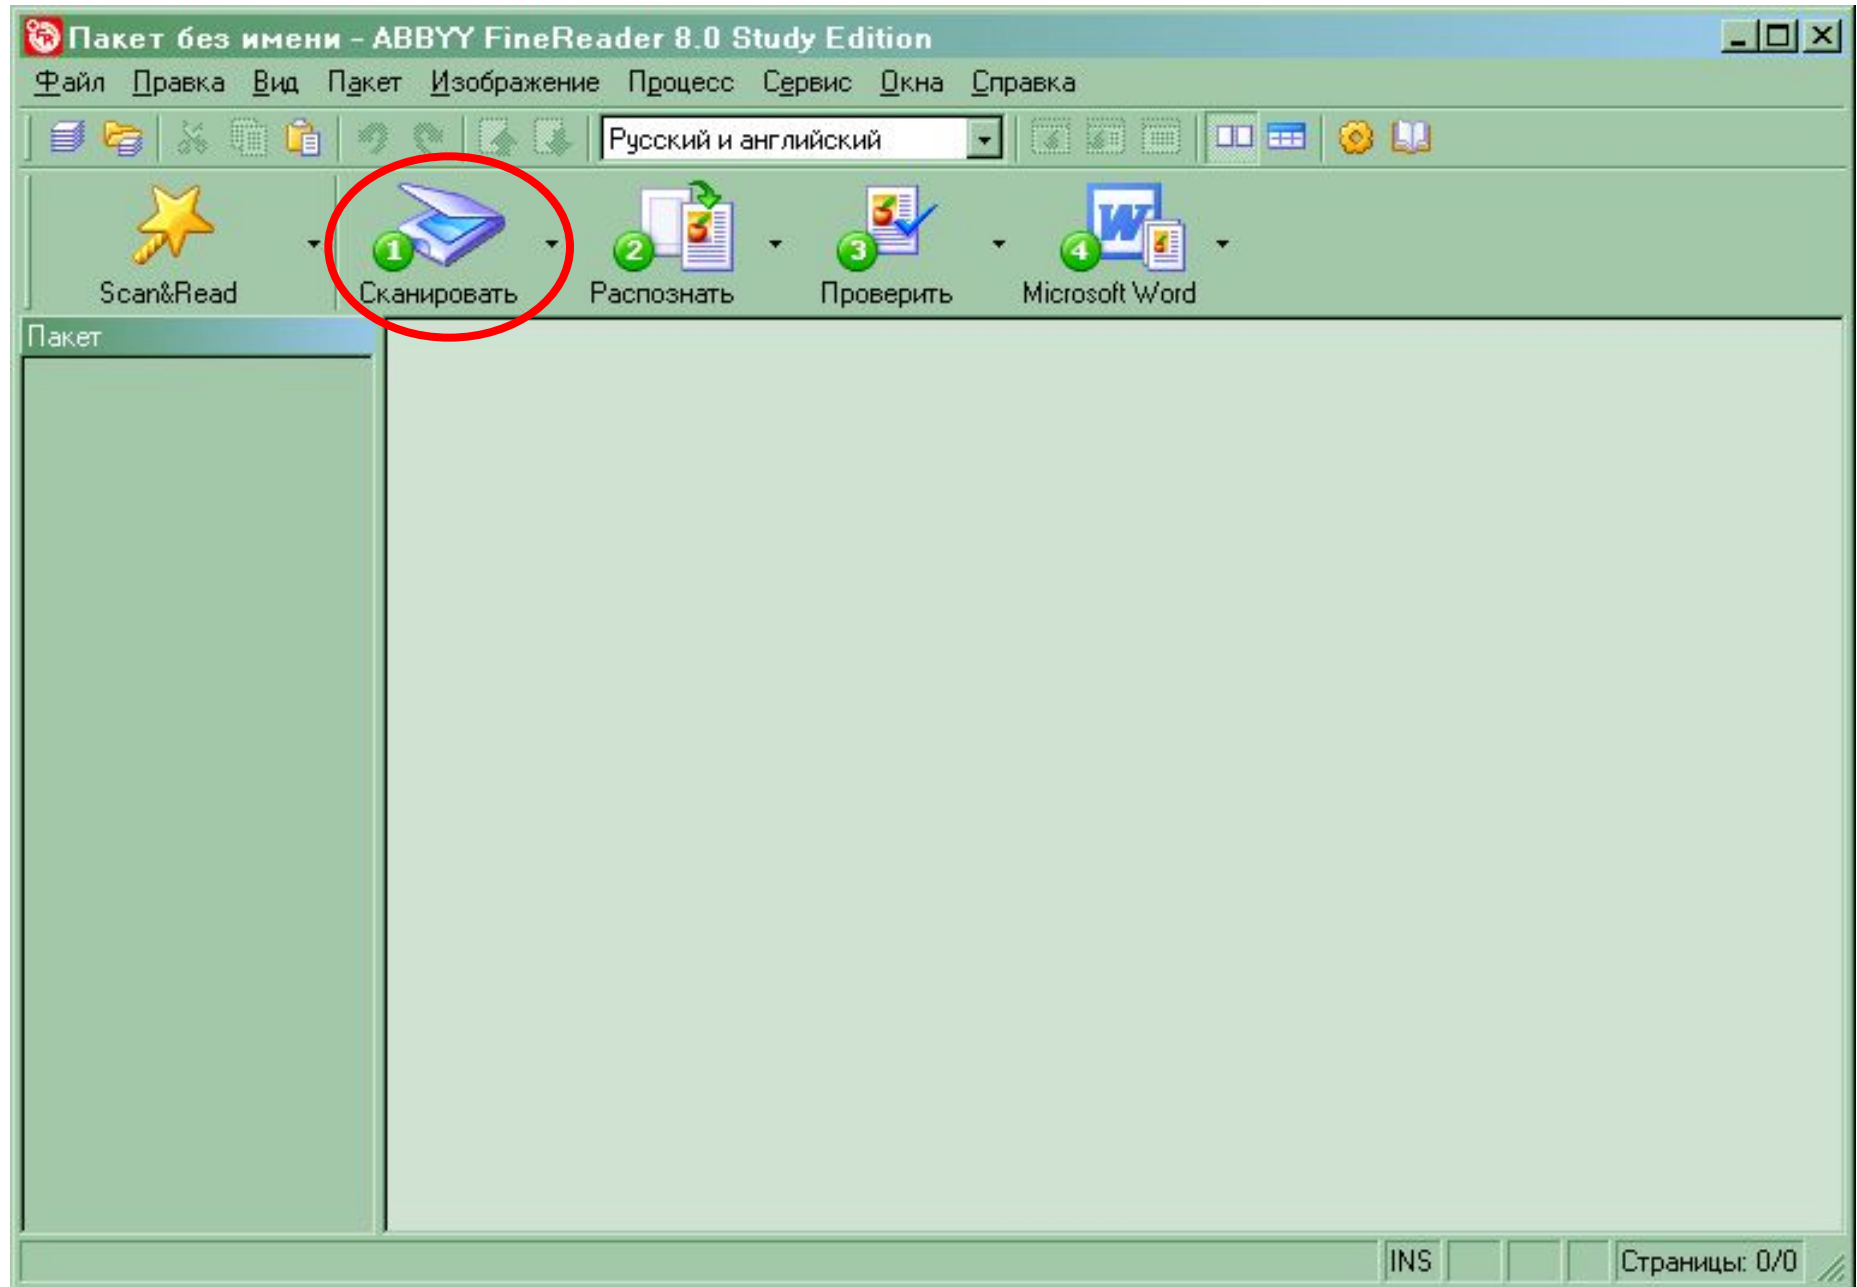 Пакет без имени - ABBYY FineReader 8.0 Study Edition
Файл Правка Вид Пакет Изображение Процесс Сервис Окна Справка
Русский и английский
1 2 3 4
Scan&Read Сканировать Распознать Проверить Microsoft Word
Пакет
INS Страницы: 0/0